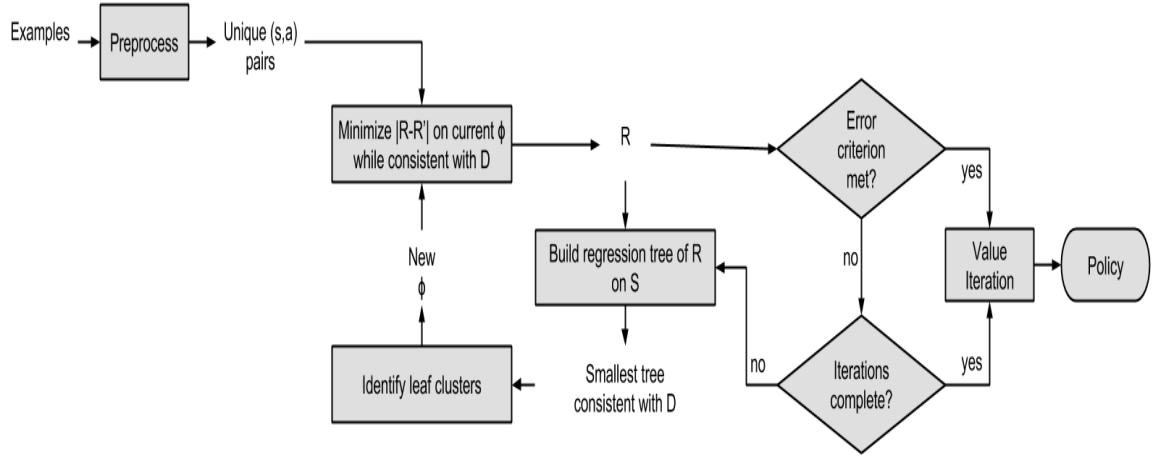 Examples
Preprocess
Unique (s,a)
pairs
Minimize |R-R'| on current ϕ
while consistent with D
R
Error
criterion
met?
yes
no
New
ϕ
Build regression tree of R
on S
Value
Iteration
Policy
Identify leaf clusters
Smallest tree
consistent with D
no
Iterations
complete?
yes